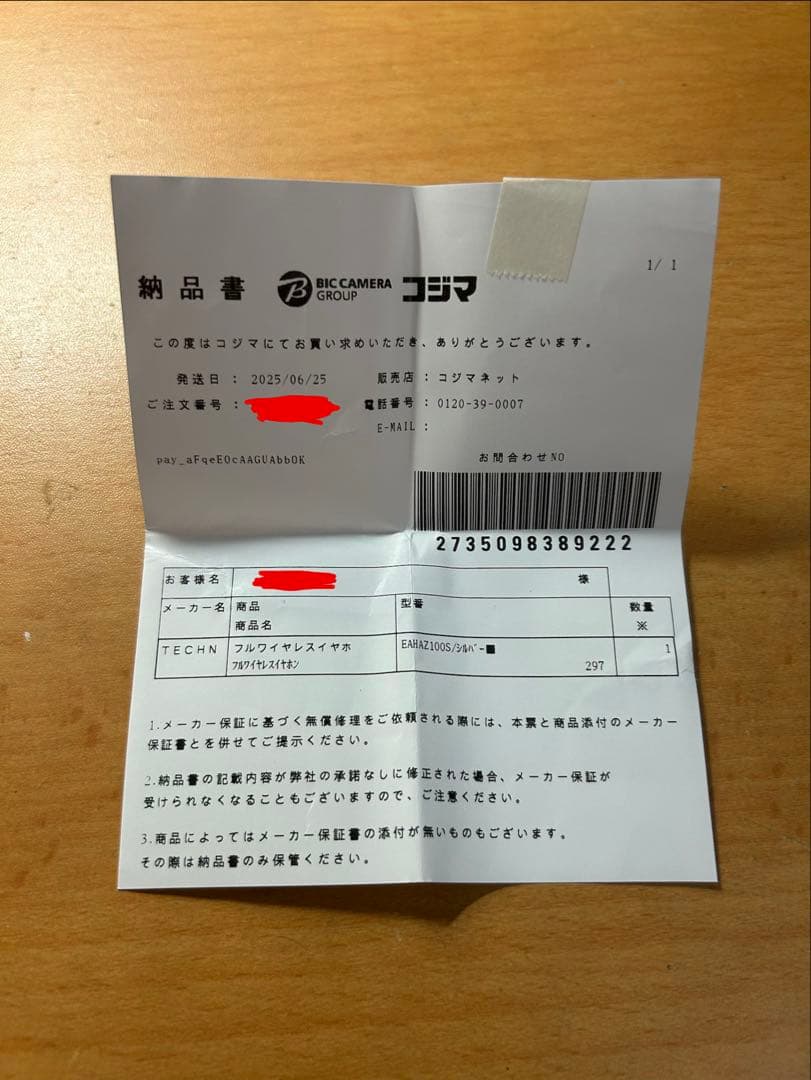 1/ 1
納品書 BIC CAMERA GROUP コジマ
この度はコジマにてお買い求めいただき、ありがとうございます。
発送日 : 2025/06/25 販売店 : コジマネット
ご注文番号 : 電話番号 : 0120-39-0007
E-MAIL :
pay_aFqeEOcAAGUAbbOK お問合わせNO
2735098389222
お客様名 様
メーカー名 商品 型番 数量
商品名 ※
TECHN フルワイヤレスイヤホ EAHAZ100S/シルバー■ 1
フルワイヤレスイヤホン 297
1.メーカー保証に基づく無償修理をご依頼される際には、本票と商品添付のメーカー
保証書とを併せてご提示ください。
2.納品書の記載内容が弊社の承諾なしに修正された場合、メーカー保証が
受けられなくなることもございますので、ご注意ください。
3.商品によってはメーカー保証書の添付が無いものもございます。
その際は納品書のみ保管ください。